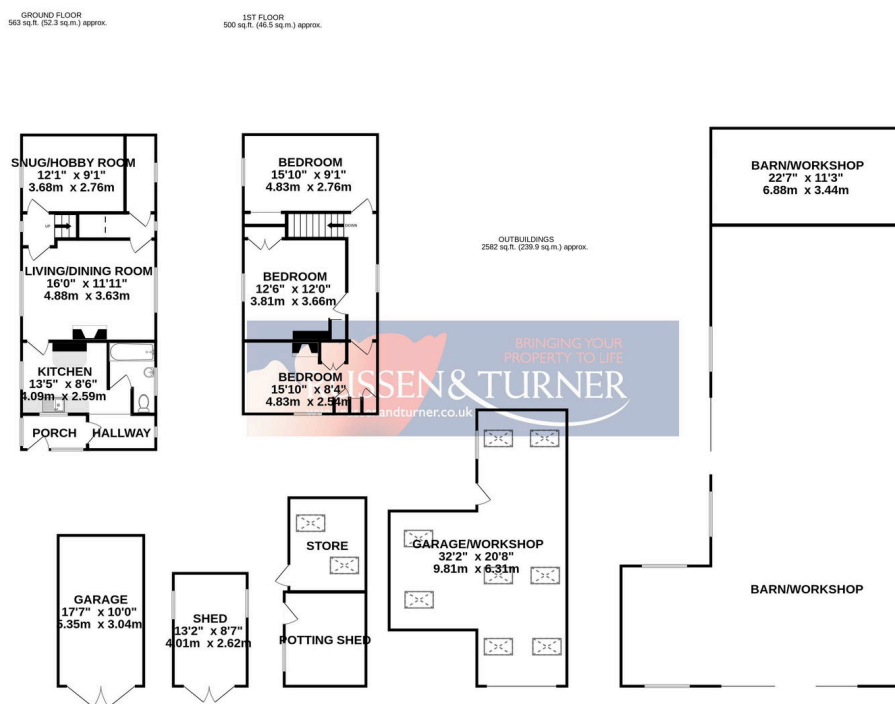 GROUND FLOOR
563 sq.ft. (52.3 sq.m.) approx.
1ST FLOOR
500 sq.ft. (46.5 sq.m.) approx.
SNUG/HOBBY ROOM
12'1" x 9'1"
3.68m x 2.76m
UP
LIVING/DINING ROOM
16'0" x 11'11"
4.88m x 3.63m
KITCHEN
13'5" x 8'6"
4.09m x 2.59m
PORCH
HALLWAY
BEDROOM
15'10" x 9'1"
4.83m x 2.76m
DOWN
BEDROOM
12'6" x 12'0"
3.81m x 3.66m
BEDROOM
15'10" x 8'4"
4.83m x 2.54m
OUTBUILDINGS
2582 sq.ft. (239.9 sq.m.) approx.
BRINGING YOUR
PROPERTY TO LIFE
ISSEN & TURNER
andturner.co.uk
BARN/WORKSHOP
22'7" x 11'3"
6.88m x 3.44m
BARN/WORKSHOP
GARAGE/WORKSHOP
32'2" x 20'8"
9.81m x 6.31m
STORE
POTTING SHED
GARAGE
17'7" x 10'0"
5.35m x 3.04m
SHED
13'2" x 8'7"
4.01m x 2.62m